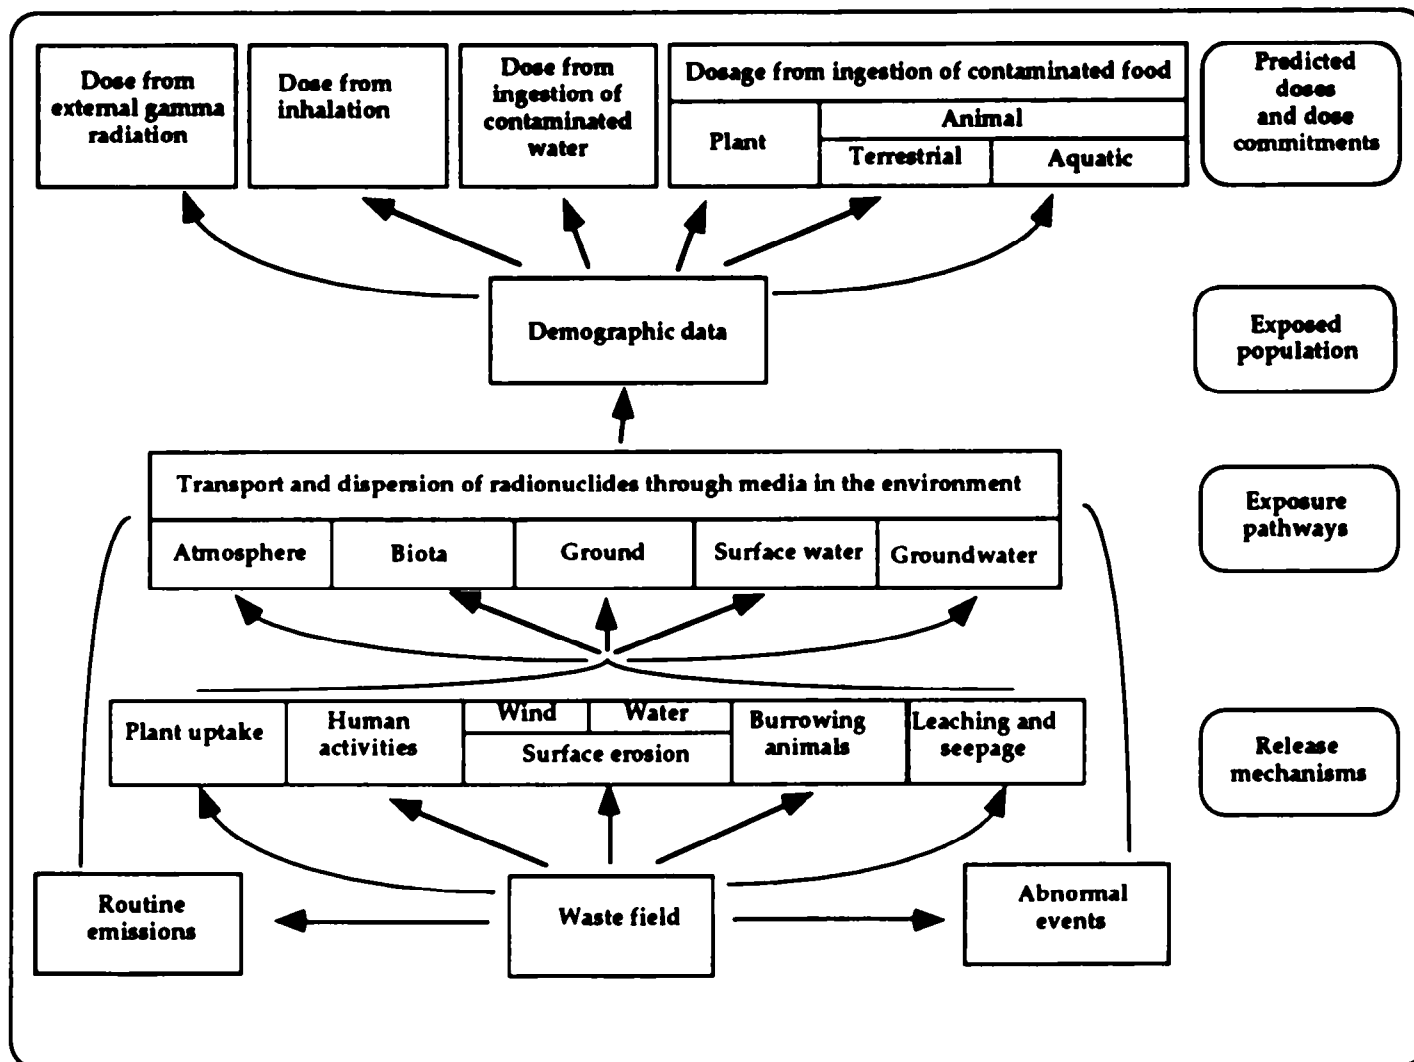 Dose from
external gamma
radiation
Dose from
inhalation
Dose from
ingestion of
contaminated
water
Dosage from ingestion of contaminated food
Plant
Animal
Terrestrial
Aquatic
Predicted
doses
and dose
commitments
Demographic data
Exposed
population
Transport and dispersion of radionuclides through media in the environment
Atmosphere
Biota
Ground
Surface water
Groundwater
Exposure
pathways
Plant uptake
Human
activities
Wind
Water
Surface erosion
Burrowing
animals
Leaching and
seepage
Release
mechanisms
Routine
emissions
Waste field
Abnormal
events